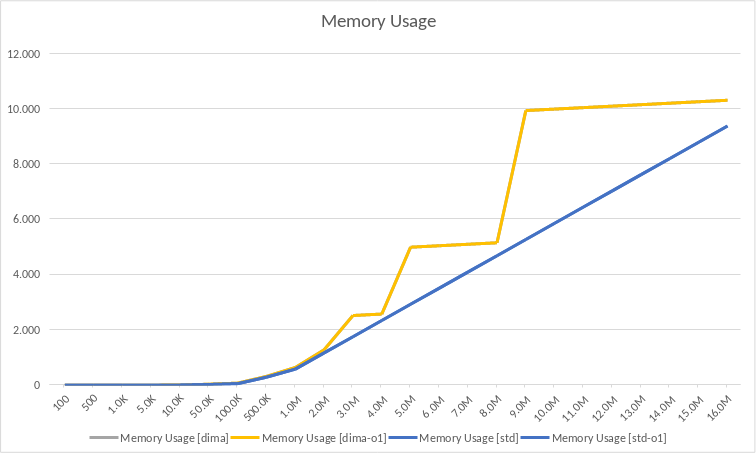 Memory Usage
12.000
10.000
8.000
6.000
4.000
2.000
0
100 500 1.0K 5.0K 10.0K 50.0K 100.0K 500.0K 1.0M 2.0M 3.0M 4.0M 5.0M 6.0M 7.0M 8.0M 9.0M 10.0M 11.0M 12.0M 13.0M 14.0M 15.0M 16.0M
Memory Usage [dima] Memory Usage [dima-o1] Memory Usage [std] Memory Usage [std-o1]